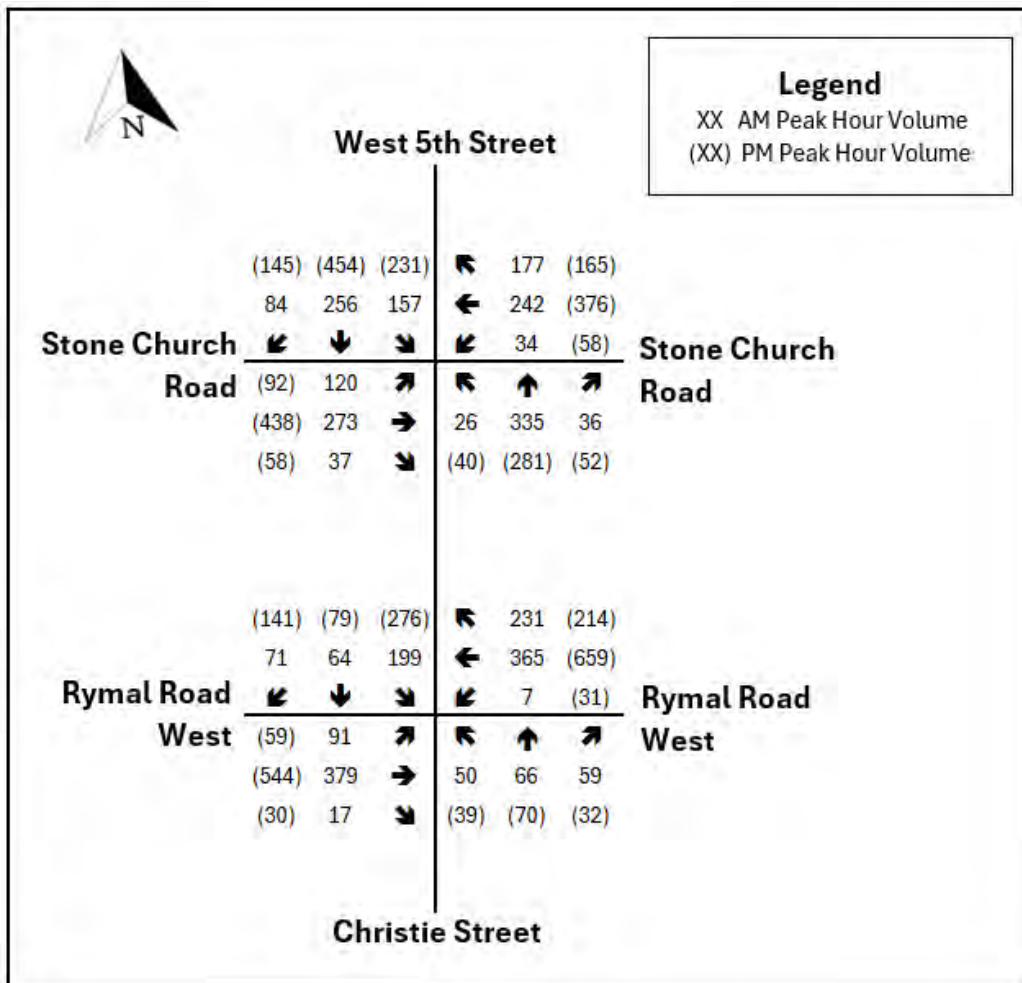 N
Legend
XX AM Peak Hour Volume
(XX) PM Peak Hour Volume
West 5th Street
(145) (454) (231) 177 (165)
84 256 157 242 (376)
Stone Church 34 (58) Stone Church
Road (92) 120 Road
(438) 273 26 335 36
(58) 37 (40) (281) (52)
(141) (79) (276) 231 (214)
71 64 199 365 (659)
Rymal Road 7 (31) Rymal Road
West (59) 91 West
(544) 379 50 66 59
(30) 17 (39) (70) (32)
Christie Street